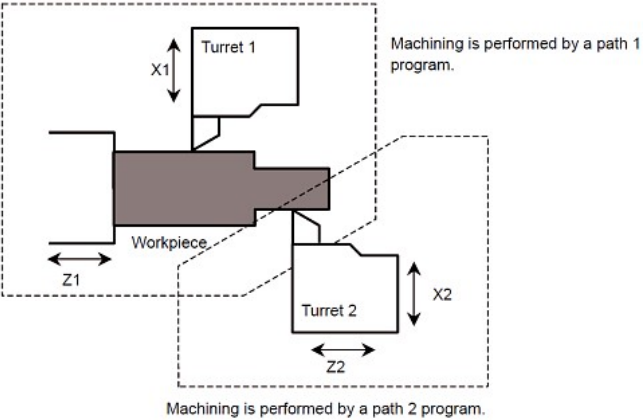 Turret 1
X1
Machining is performed by a path 1
program.
Workpiece
Z1
Turret 2
X2
Z2
Machining is performed by a path 2 program.